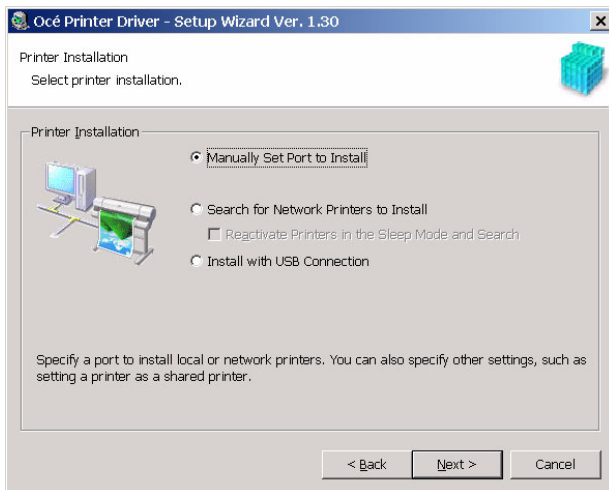 Océ Printer Driver - Setup Wizard Ver. 1.30
Printer Installation
Select printer installation.
Printer Installation
Manually Set Port to Install
Search for Network Printers to Install
Reactivate Printers in the Sleep Mode and Search
Install with USB Connection
Specify a port to install local or network printers. You can also specify other settings, such as
setting a printer as a shared printer.
< Back Next > Cancel